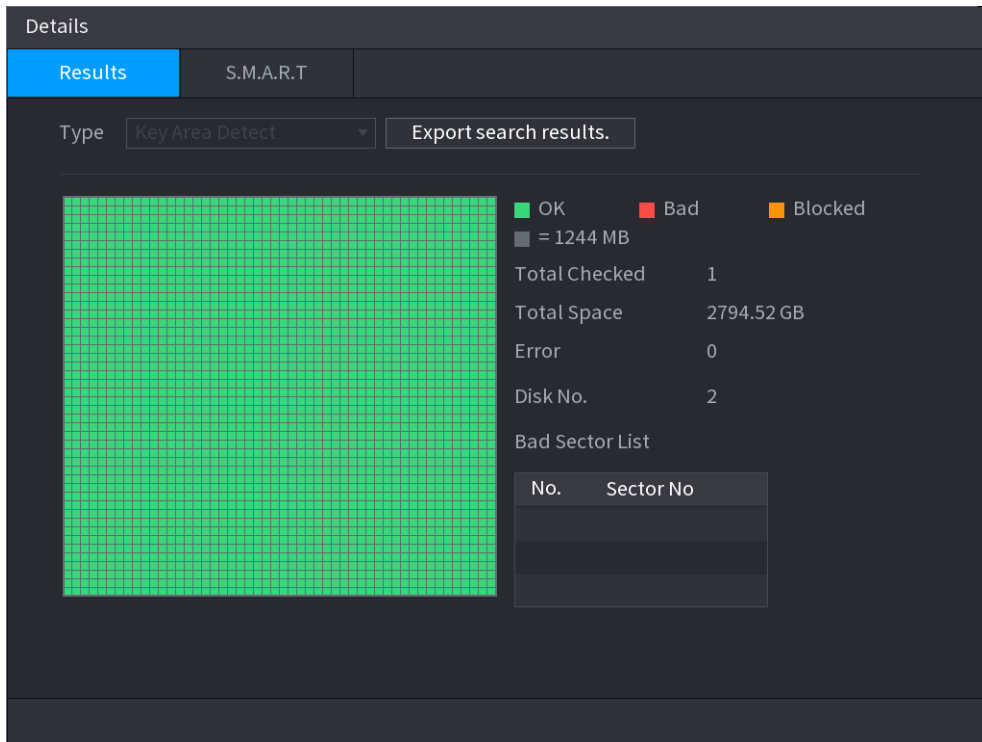 Details
Results S.M.A.R.T
Type Key Area Detect Export search results.
OK Bad Blocked
= 1244 MB
Total Checked 1
Total Space 2794.52 GB
Error 0
Disk No. 2
Bad Sector List
No. Sector No